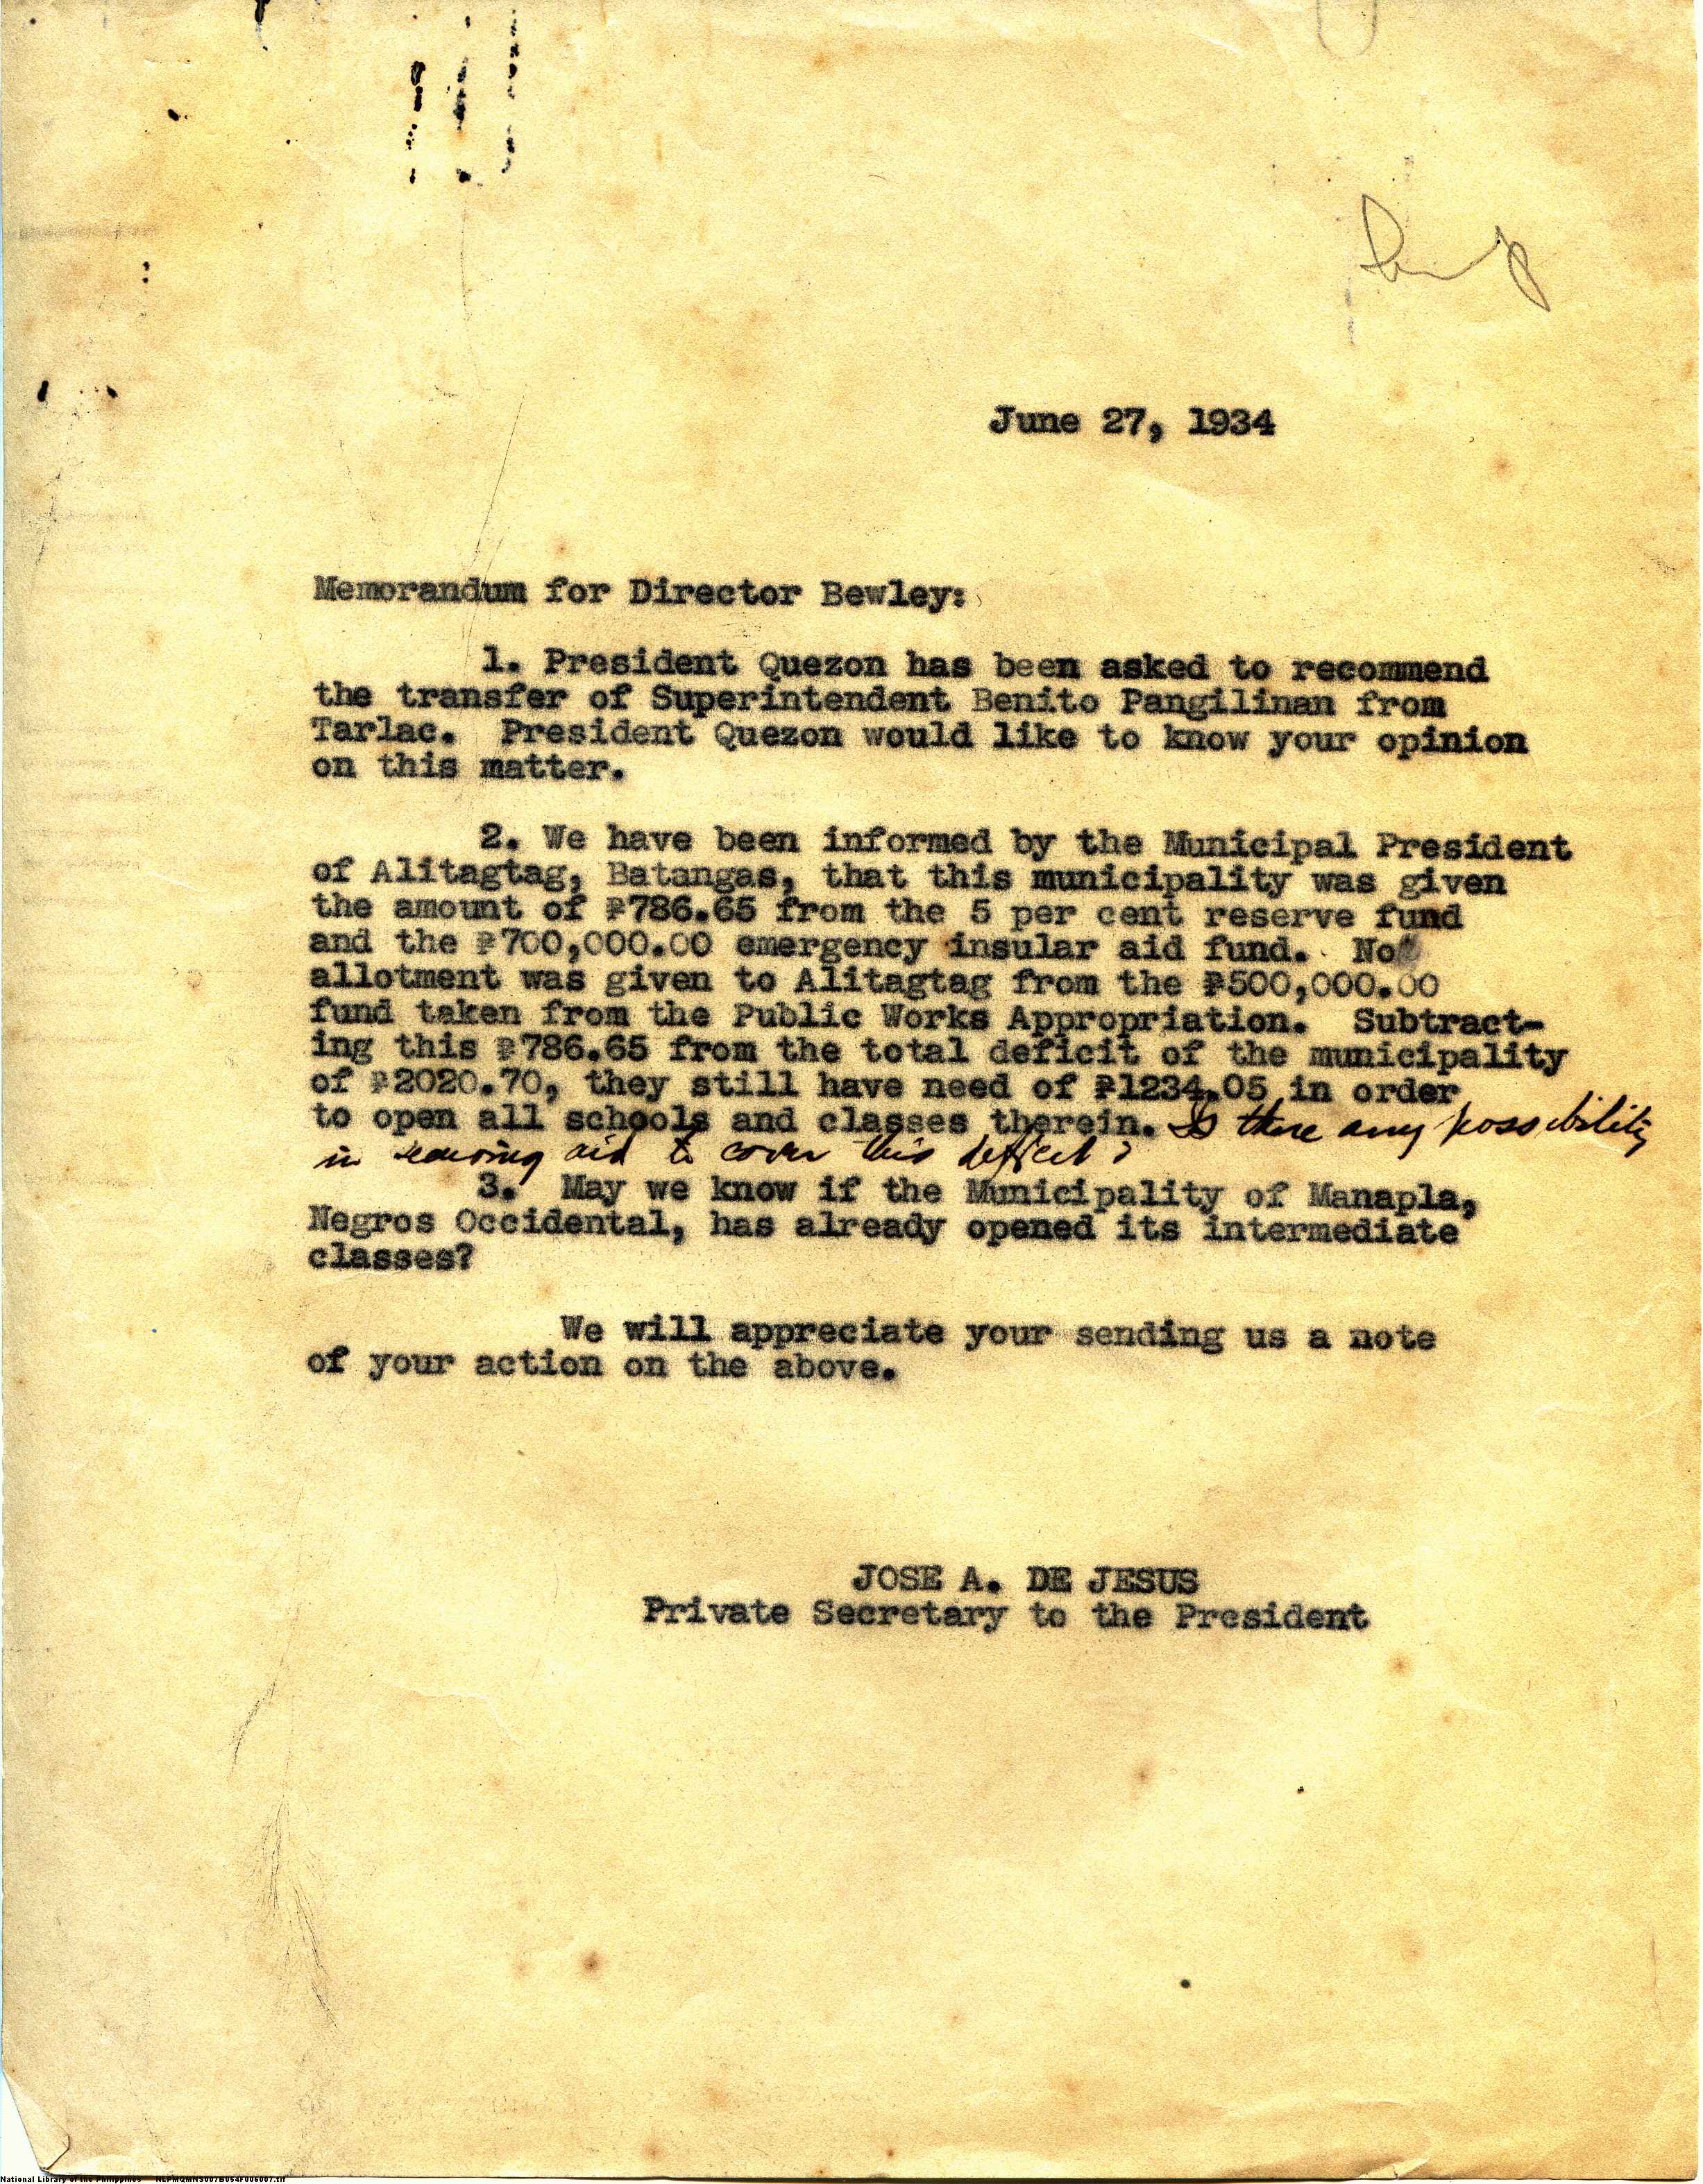 June 27, 1934
Memorandum for Director Bewley:
1. President Quezon has been asked to recommend
the transfer of Superintendent Benito Pangilinan from
Tarlac. President Quezon would like to know your opinion
on this matter.
2. We have been informed by the Municipal President
of Alitagtag, Batangas, that this municipality was given
the amount of ₱786.65 from the 5 per cent reserve fund
and the ₱700,000.00 emergency insular aid fund. No
allotment was given to Alitagtag from the ₱500,000.00
fund taken from the Public Works Appropriation. Subtract-
ing this ₱786.65 from the total deficit of the municipality
of ₱2020.70, they still have need of ₱1234.05 in order
to open all schools and classes therein. Is there any possibility
in securing aid to cover this deficit?
3. May we know if the Municipality of Manapla,
Negros Occidental, has already opened its intermediate
classes?
We will appreciate your sending us a note
of your action on the above.
JOSE A. DE JESUS
Private Secretary to the President
National Library of the Philippines